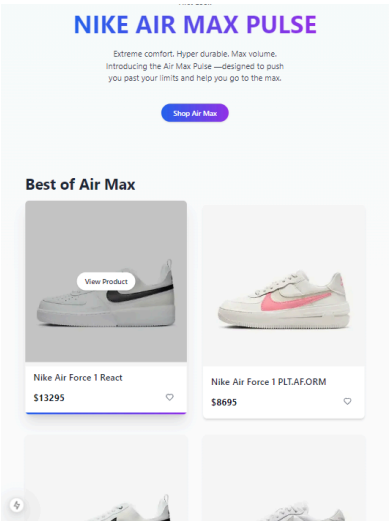 NIKE AIR MAX PULSE
Extreme comfort. Hyper durable. Max volume.
Introducing the Air Max Pulse —designed to push
you past your limits and help you go to the max.
Shop Air Max
Best of Air Max
View Product
Nike Air Force 1 React
$13295
Nike Air Force 1 PLT.AF.ORM
$8695